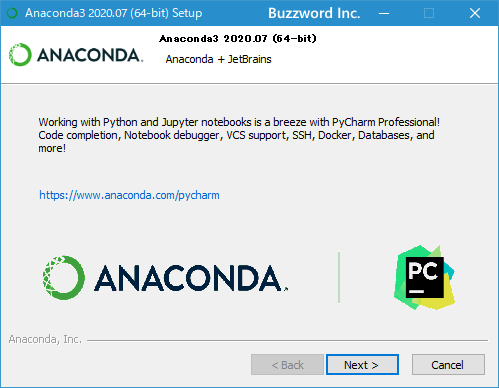 Anaconda3 2020.07 (64-bit) Setup
Buzzword Inc.
ANACONDA.
Anaconda3 2020.07 (64-bit)
Anaconda + JetBrains
Working with Python and Jupyter notebooks is a breeze with PyCharm Professional!
Code completion, Notebook debugger, VCS support, SSH, Docker, Databases, and
more!
https://www.anaconda.com/pycharm
ANACONDA.
PC
Anaconda, Inc.
< Back
Next >
Cancel